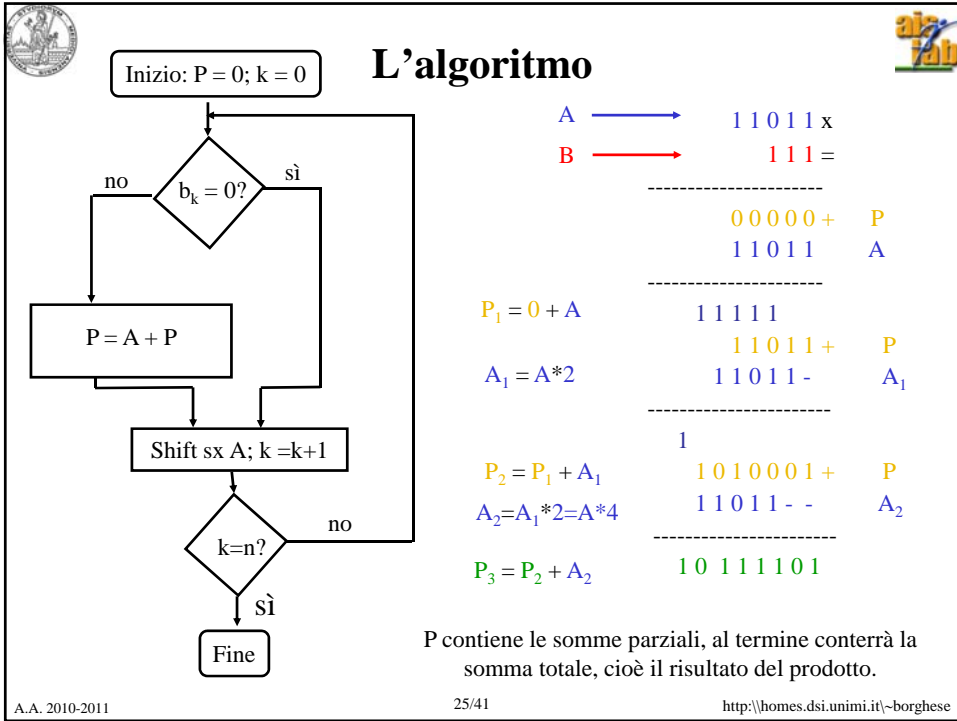 L'algoritmo
Inizio: P = 0; k = 0
b_k = 0?
no
sì
P = A + P
Shift sx A; k =k+1
k=n?
no
sì
Fine
A 1 1 0 1 1 x
B 1 1 1 =
-----------------------
0 0 0 0 0 + P
1 1 0 1 1 A
-----------------------
P_1 = 0 + A 1 1 1 1 1
1 1 0 1 1 + P
A_1 = A*2 1 1 0 1 1 - A_1
------------------------
1
P_2 = P_1 + A_1 1 0 1 0 0 0 1 + P
A_2=A_1*2=A*4 1 1 0 1 1 - - A_2
------------------------
P_3 = P_2 + A_2 1 0 1 1 1 1 0 1
P contiene le somme parziali, al termine conterrà la
somma totale, cioè il risultato del prodotto.
A.A. 2010-2011 25/41 http:\\homes.dsi.unimi.it\~borghese